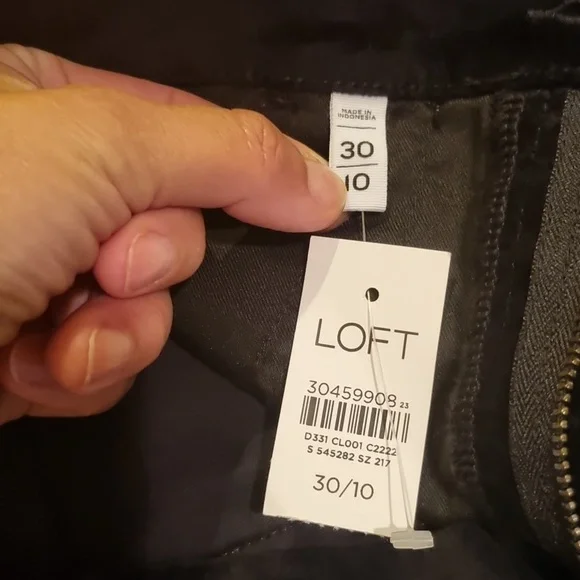 MADE IN
INDONESIA
30
10
LOFT
30459908 23
D331 CL001 C2222
S 545282 SZ 217
30/10